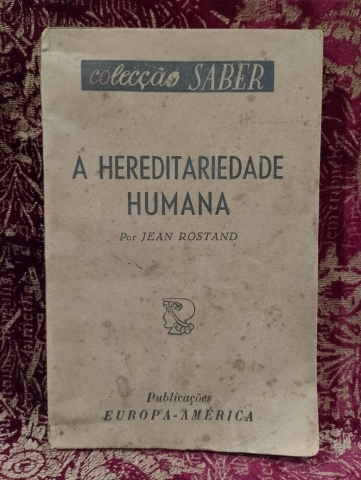 colecção SABER
A HEREDITARIEDADE
HUMANA
Por JEAN ROSTAND
Publicações
EUROPA-AMÉRICA